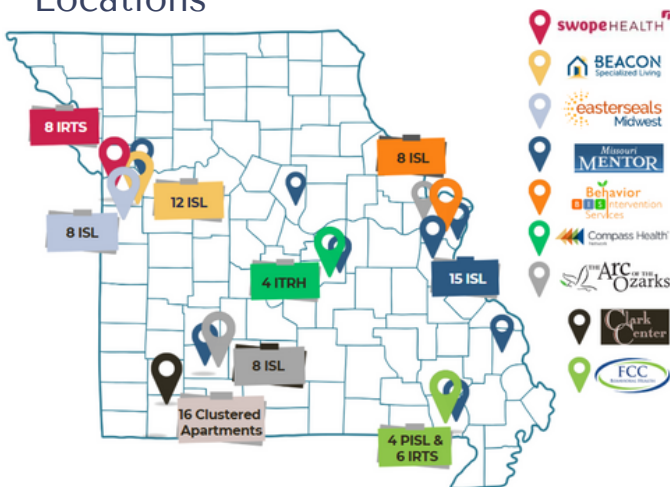 Locations
8 IRTS
8 ISL
12 ISL
8 ISL
4 ITRH
15 ISL
8 ISL
16 Clustered
Apartments
4 PISL &
6 IRTS
swopeHEALTH
BEACON
Specialized Living
easterseals
Midwest
Missouri
MENTOR
Behavior
BIS Intervention
Services
Compass Health
Network
THE Arc OF THE
Ozarks
Clark
Center
FCC
BEHAVIORAL HEALTH